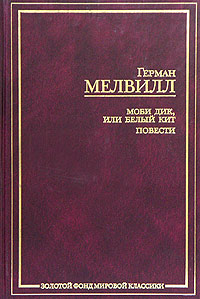 Герман
МЕЛВИЛЛ
МОБИ ДИК,
ИЛИ БЕЛЫЙ КИТ
ПОВЕСТИ
ЗОЛОТОЙ ФОНД МИРОВОЙ КЛАССИКИ